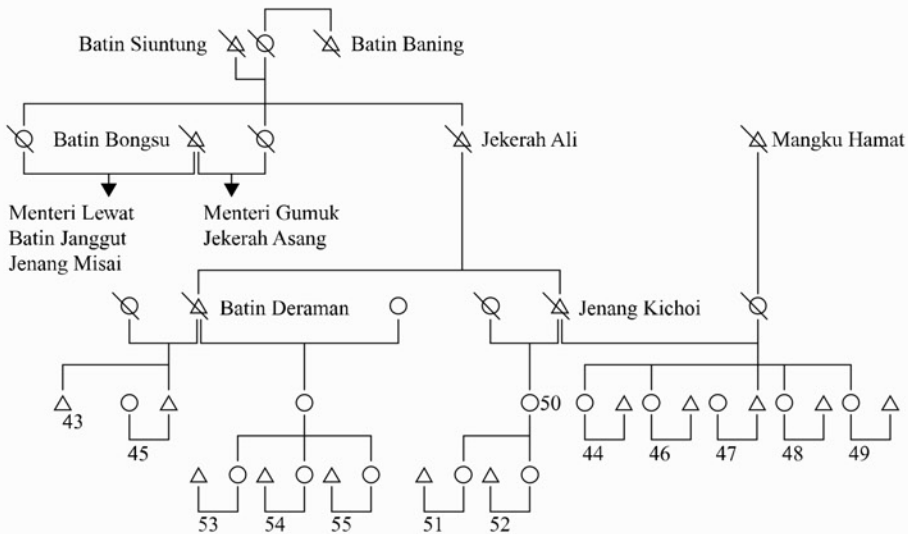 Batin Siuntung
Batin Baning
Batin Bongsu
Jekerah Ali
Mangku Hamat
Menteri Lewat
Batin Janggut
Jenang Misai
Menteri Gumuk
Jekerah Asang
Batin Deraman
Jenang Kichoi
43
45
50
44
46
47
48
49
53
54
55
51
52